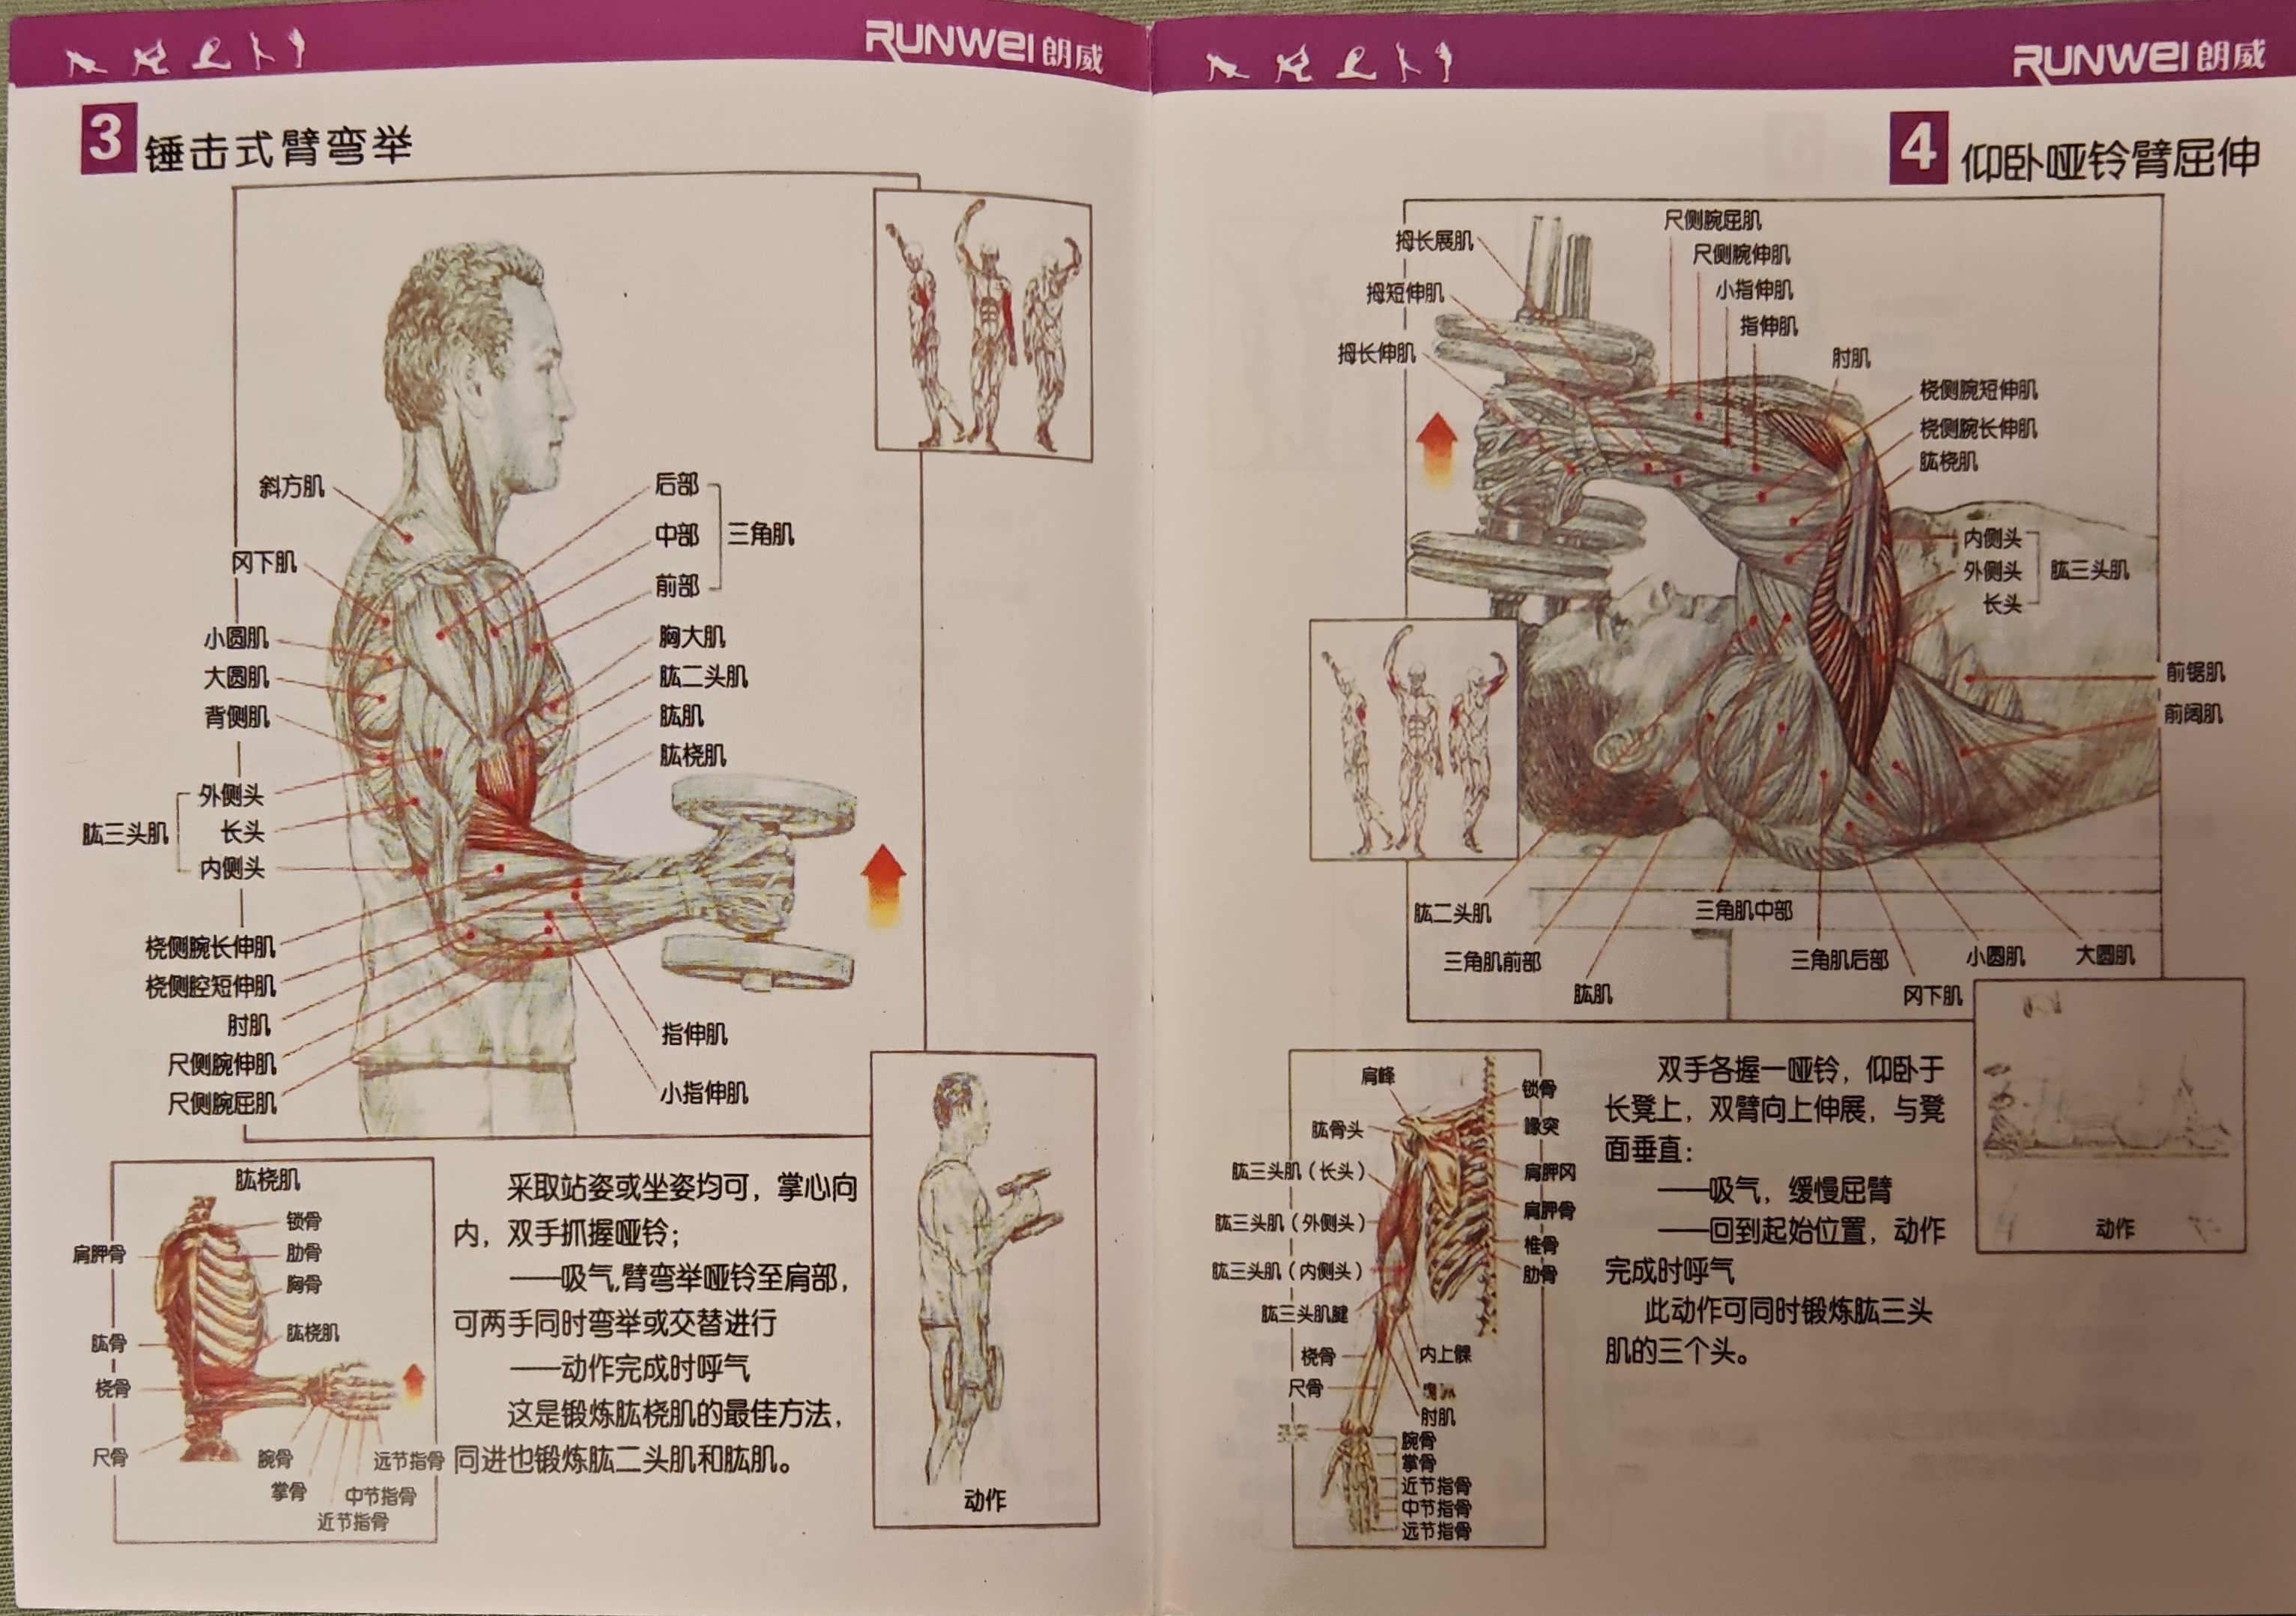 RUNWEI 朗威
3 锤击式臂弯举
斜方肌
冈下肌
小圆肌
大圆肌
背侧肌
外侧头
肱三头肌
长头
内侧头
桡侧腕长伸肌
桡侧腔短伸肌
肘肌
尺侧腕伸肌
尺侧腕屈肌
后部
中部
三角肌
前部
胸大肌
肱二头肌
肱肌
肱桡肌
指伸肌
小指伸肌
肱桡肌
锁骨
肩胛骨
肋骨
胸骨
肱桡肌
肱骨
桡骨
尺骨
腕骨
远节指骨
掌骨
中节指骨
近节指骨
采取站姿或坐姿均可，掌心向
内，双手抓握哑铃；
——吸气,臂弯举哑铃至肩部，
可两手同时弯举或交替进行
——动作完成时呼气
这是锻炼肱桡肌的最佳方法，
同进也锻炼肱二头肌和肱肌。
动作
RUNWEI 朗威
4 仰卧哑铃臂屈伸
拇长展肌
拇短伸肌
拇长伸肌
尺侧腕屈肌
尺侧腕伸肌
小指伸肌
指伸肌
肘肌
桡侧腕短伸肌
桡侧腕长伸肌
肱桡肌
内侧头
外侧头
肱三头肌
长头
前锯肌
前阔肌
肱二头肌
三角肌中部
三角肌前部
三角肌后部
小圆肌
大圆肌
肱肌
冈下肌
肩峰
锁骨
肱骨头
喙突
肱三头肌（长头）
肩胛冈
肩胛骨
肱三头肌（外侧头）
椎骨
肱三头肌（内侧头）
肋骨
肱三头肌腱
桡骨
内上髁
尺骨
肘肌
腕骨
掌骨
近节指骨
中节指骨
远节指骨
双手各握一哑铃，仰卧于
长凳上，双臂向上伸展，与凳
面垂直：
——吸气，缓慢屈臂
——回到起始位置，动作
完成时呼气
此动作可同时锻炼肱三头
肌的三个头。
动作